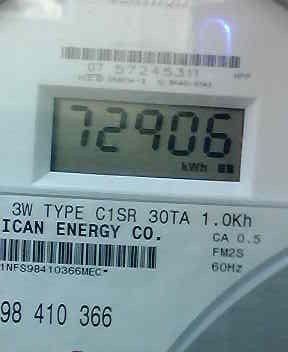 07 57245311
72906
kWh
3W TYPE C1SR 30TA 1.0Kh
ICAN ENERGY CO.
CA 0.5
FM2S
60Hz
1NFS98410366MEC-
98 410 366